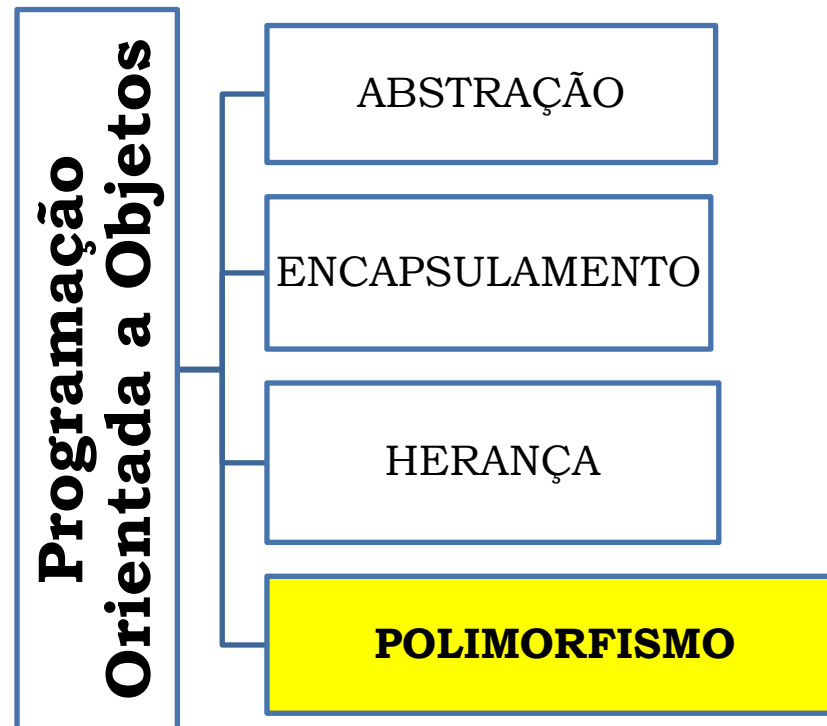 Programação
Orientada a Objetos
ABSTRAÇÃO
ENCAPSULAMENTO
HERANÇA
POLIMORFISMO